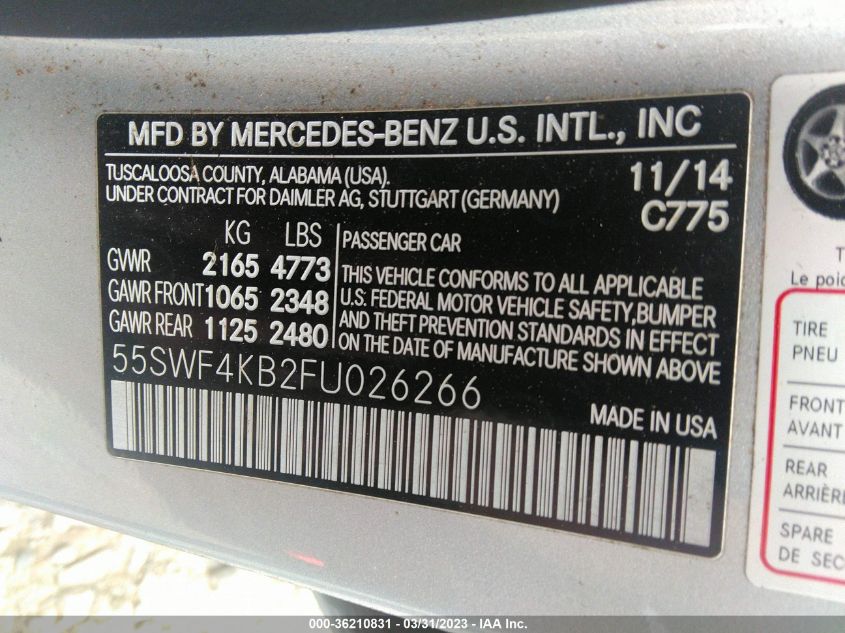 MFD BY MERCEDES-BENZ U.S. INTL., INC
TUSCALOOSA COUNTY, ALABAMA (USA). 11/14
UNDER CONTRACT FOR DAIMLER AG, STUTTGART (GERMANY) C775
KG LBS
GVWR 2165 4773
GAWR FRONT 1065 2348
GAWR REAR 1125 2480
PASSENGER CAR
THIS VEHICLE CONFORMS TO ALL APPLICABLE
U.S. FEDERAL MOTOR VEHICLE SAFETY, BUMPER
AND THEFT PREVENTION STANDARDS IN EFFECT
ON THE DATE OF MANUFACTURE SHOWN ABOVE.
55SWF4KB2FU026266
MADE IN USA
T
Le poid
TIRE
PNEU
FRONT
AVANT
REAR
ARRIÈRE
SPARE
DE SEC
000-36210831 - 03/31/2023 - IAA Inc.